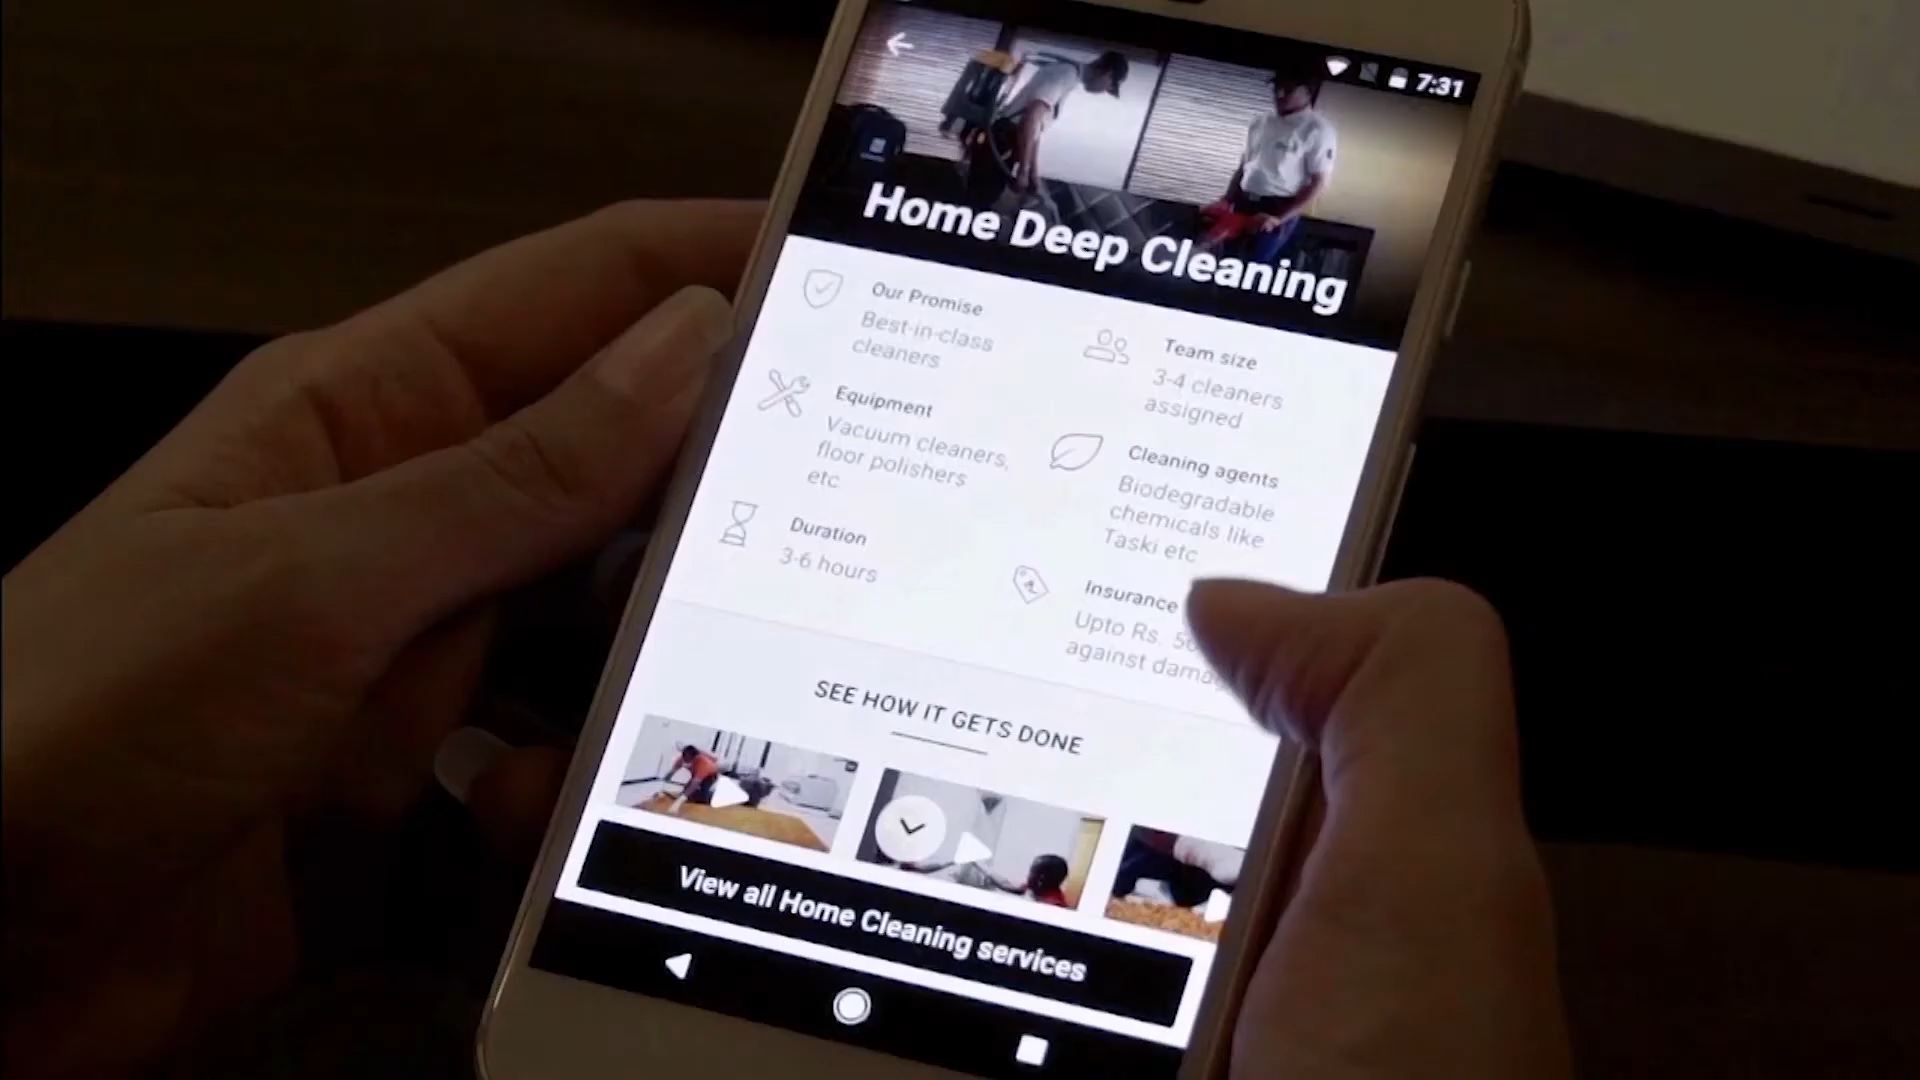 7:31
Home Deep Cleaning
Our Promise
Best-in-class
cleaners
Team size
3-4 cleaners
assigned
Equipment
Vacuum cleaners,
floor polishers
etc
Cleaning agents
Biodegradable
chemicals like
Taski etc
Duration
3-6 hours
Insurance
Upto Rs.
against
SEE HOW IT GETS DONE
View all Home Cleaning services